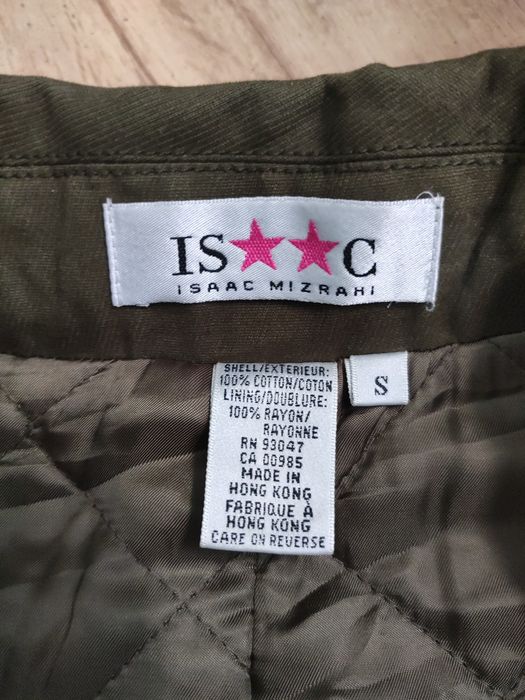 IS★★C
ISAAC MIZRAHI
S
SHELL/EXTERIEUR:
100% COTTON/COTON
LINING/DOUBLURE:
100% RAYON/
RAYONNE
RN 93047
CA 00985
MADE IN
HONG KONG
FABRIQUE À
HONG KONG
CARE ON REVERSE